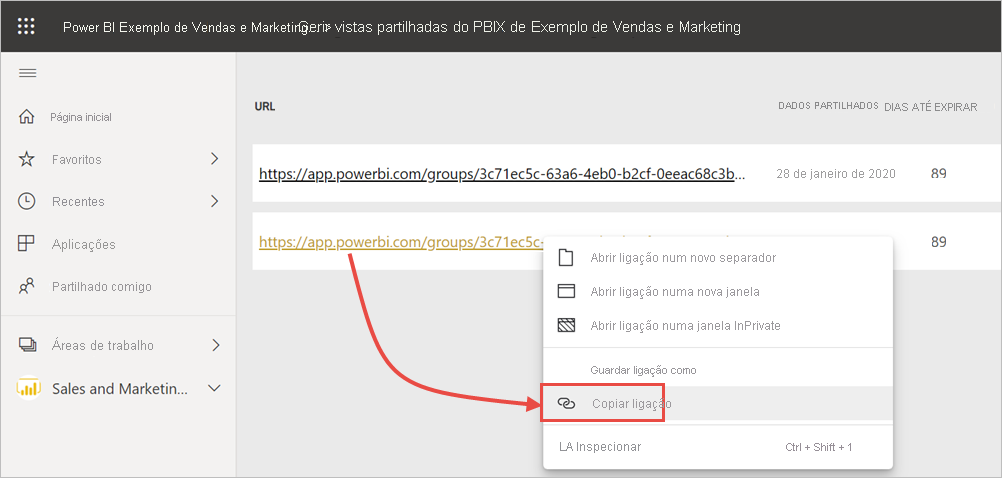 Power BI Exemplo de Vendas e Marketing > Gerir vistas partilhadas do PBIX de Exemplo de Vendas e Marketing
Página inicial
Favoritos
Recentes
Aplicações
Partilhado comigo
Áreas de trabalho
Sales and Marketin...
URL DADOS PARTILHADOS DIAS ATÉ EXPIRAR
https://app.powerbi.com/groups/3c71ec5c-63a6-4eb0-b2cf-0eeac68c3b... 28 de janeiro de 2020 89
https://app.powerbi.com/groups/3c71ec5c- 89
Abrir ligação num novo separador
Abrir ligação numa nova janela
Abrir ligação numa janela InPrivate
Guardar ligação como
Copiar ligação
LA Inspecionar Ctrl + Shift + 1